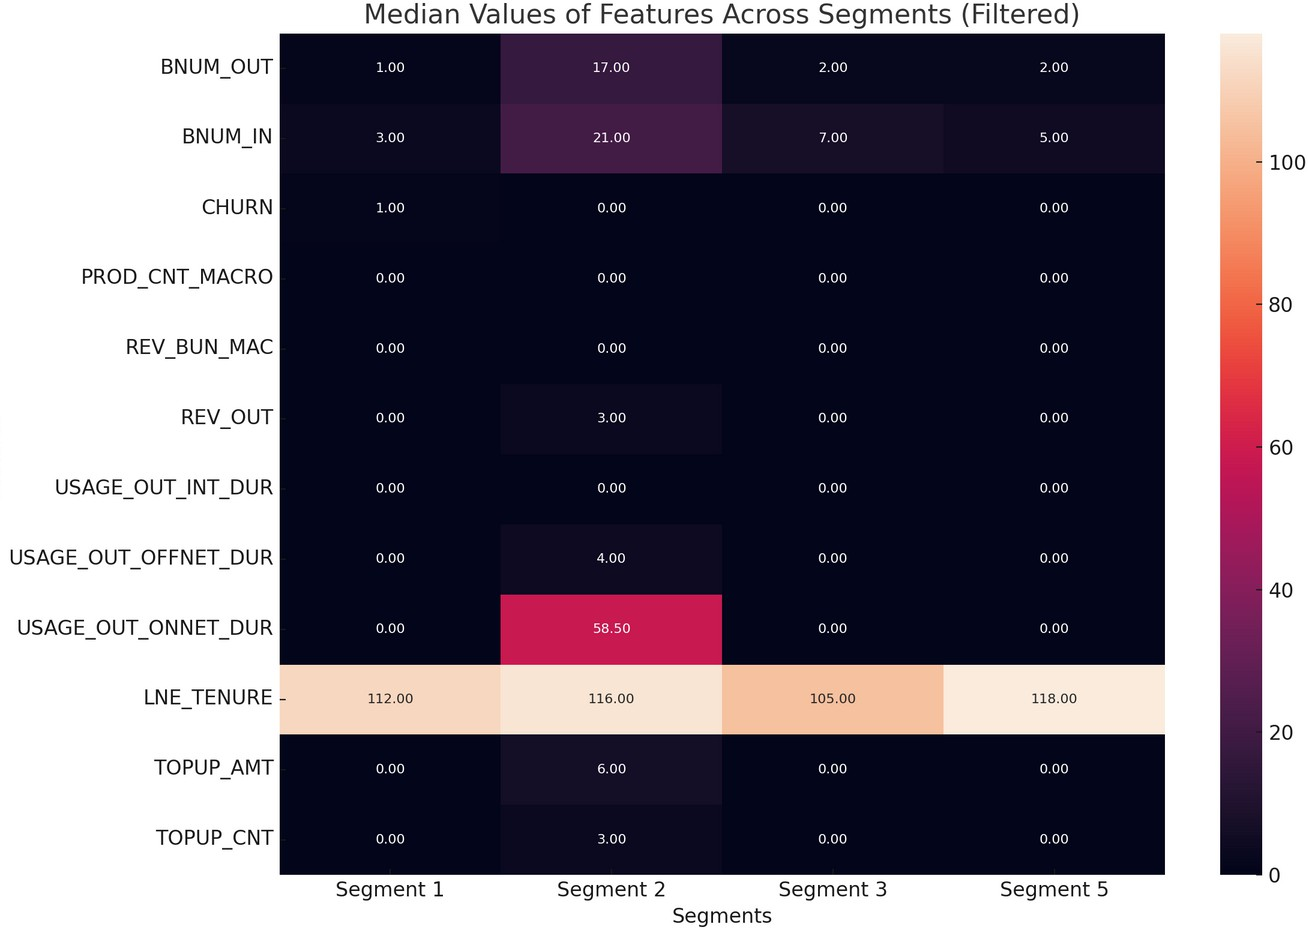 Median Values of Features Across Segments (Filtered)
BNUM_OUT 1.00 17.00 2.00 2.00
BNUM_IN 3.00 21.00 7.00 5.00
CHURN 1.00 0.00 0.00 0.00
PROD_CNT_MACRO 0.00 0.00 0.00 0.00
REV_BUN_MAC 0.00 0.00 0.00 0.00
REV_OUT 0.00 3.00 0.00 0.00
USAGE_OUT_INT_DUR 0.00 0.00 0.00 0.00
USAGE_OUT_OFFNET_DUR 0.00 4.00 0.00 0.00
USAGE_OUT_ONNET_DUR 0.00 58.50 0.00 0.00
LNE_TENURE 112.00 116.00 105.00 118.00
TOPUP_AMT 0.00 6.00 0.00 0.00
TOPUP_CNT 0.00 3.00 0.00 0.00
Segment 1 Segment 2 Segment 3 Segment 5
Segments
100
80
60
40
20
0